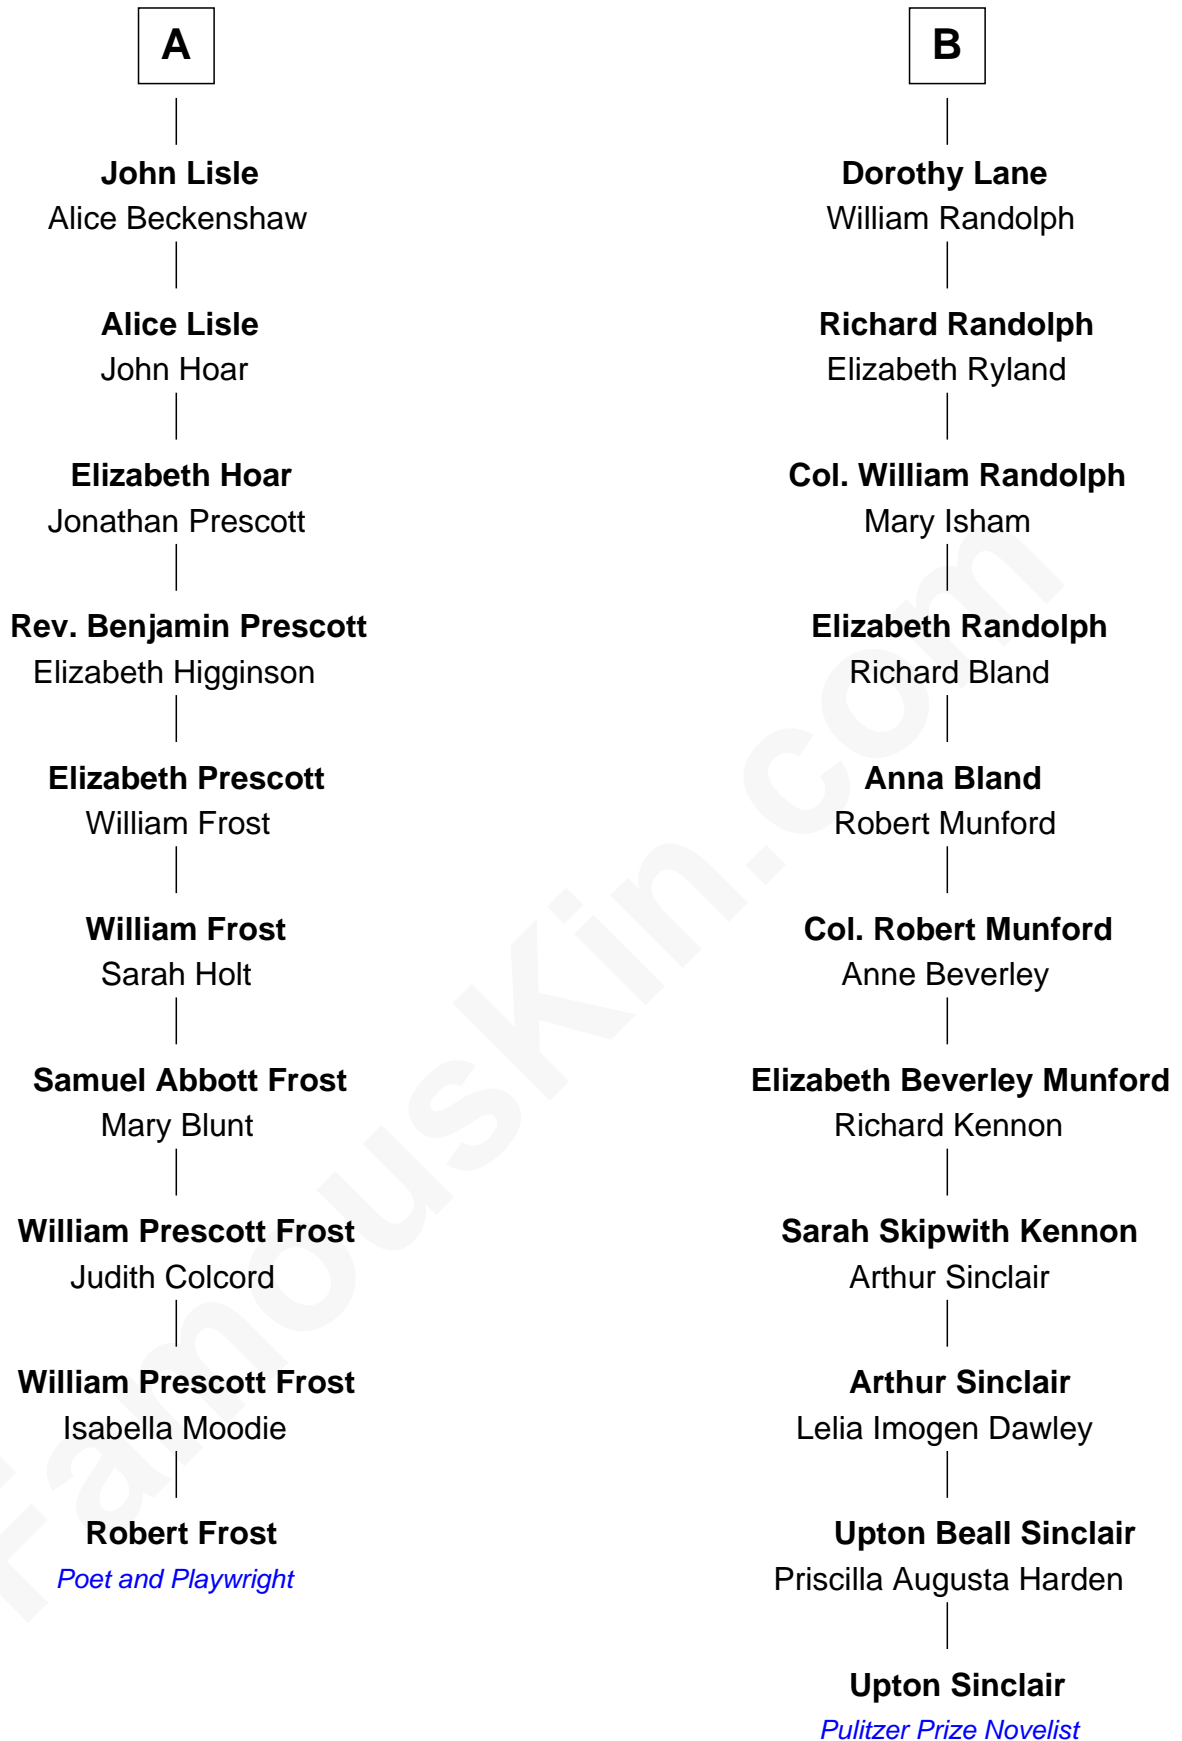 A
John Lisle
Alice Beckenshaw
Alice Lisle
John Hoar
Elizabeth Hoar
Jonathan Prescott
Rev. Benjamin Prescott
Elizabeth Higginson
Elizabeth Prescott
William Frost
William Frost
Sarah Holt
Samuel Abbott Frost
Mary Blunt
William Prescott Frost
Judith Colcord
William Prescott Frost
Isabella Moodie
Robert Frost
Poet and Playwright
B
Dorothy Lane
William Randolph
Richard Randolph
Elizabeth Ryland
Col. William Randolph
Mary Isham
Elizabeth Randolph
Richard Bland
Anna Bland
Robert Munford
Col. Robert Munford
Anne Beverley
Elizabeth Beverley Munford
Richard Kennon
Sarah Skipwith Kennon
Arthur Sinclair
Arthur Sinclair
Lelia Imogen Dawley
Upton Beall Sinclair
Priscilla Augusta Harden
Upton Sinclair
Pulitzer Prize Novelist
FamousKin.com